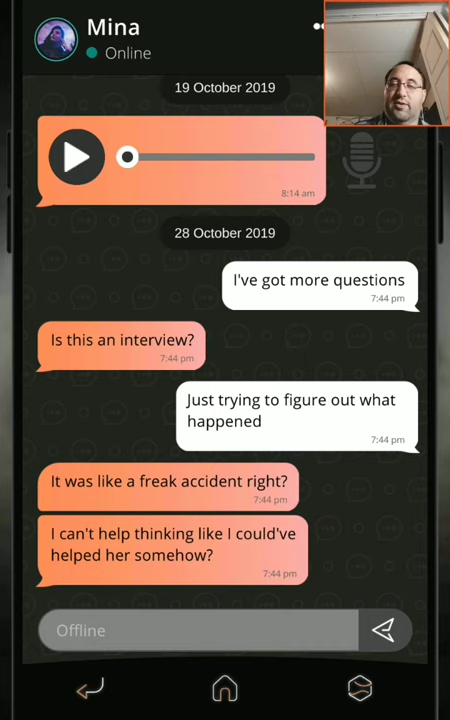 Mina
Online
19 October 2019
8:14 am
28 October 2019
I've got more questions
7:44 pm
Is this an interview?
7:44 pm
Just trying to figure out what
happened
7:44 pm
It was like a freak accident right?
7:44 pm
I can't help thinking like I could've
helped her somehow?
7:44 pm
Offline